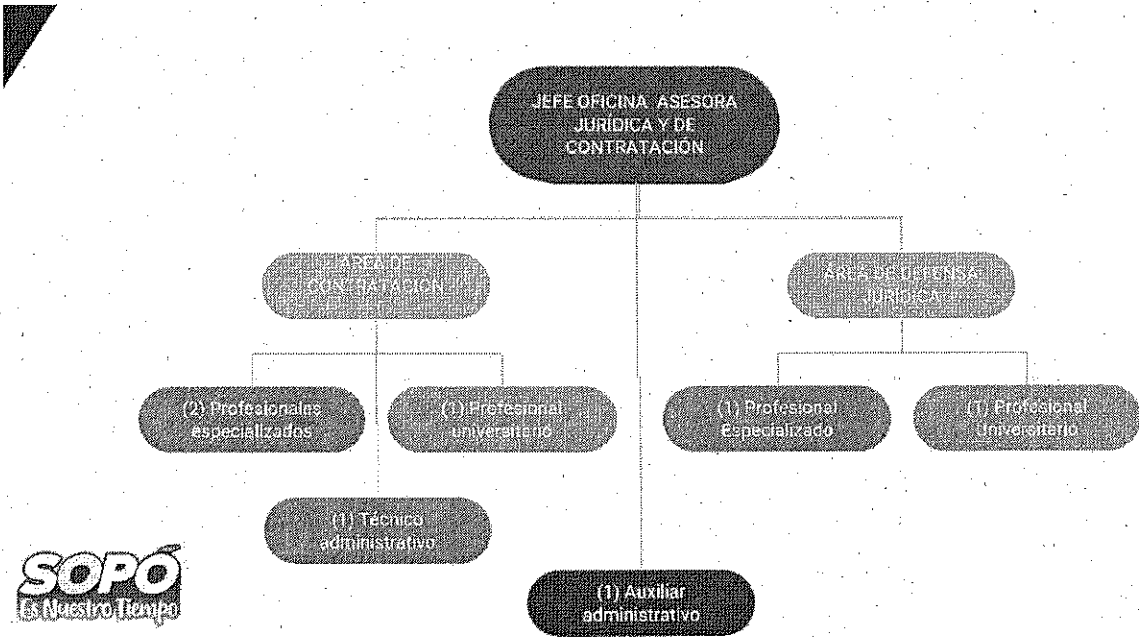 JEFE OFICINA ASESORA
JURÍDICA Y DE
CONTRATACIÓN
ÁREA DE
CONTRATACIÓN
ÁREA DE DEFENSA
JURÍDICA
(2) Profesionales
especializados
(1) Profesional
universitario
(1) Profesional
Especializado
(1) Profesional
Universitario
(1) Técnico
administrativo
(1) Auxiliar
administrativo
SOPÓ
Es Nuestro Tiempo